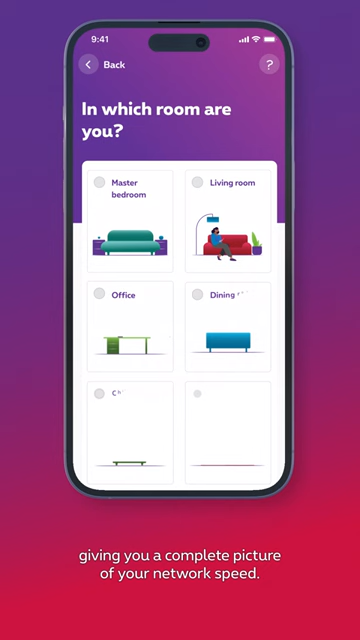 9:41
Back
?
In which room are
you?
Master
bedroom
Living room
Office
Dining
giving you a complete picture
of your network speed.